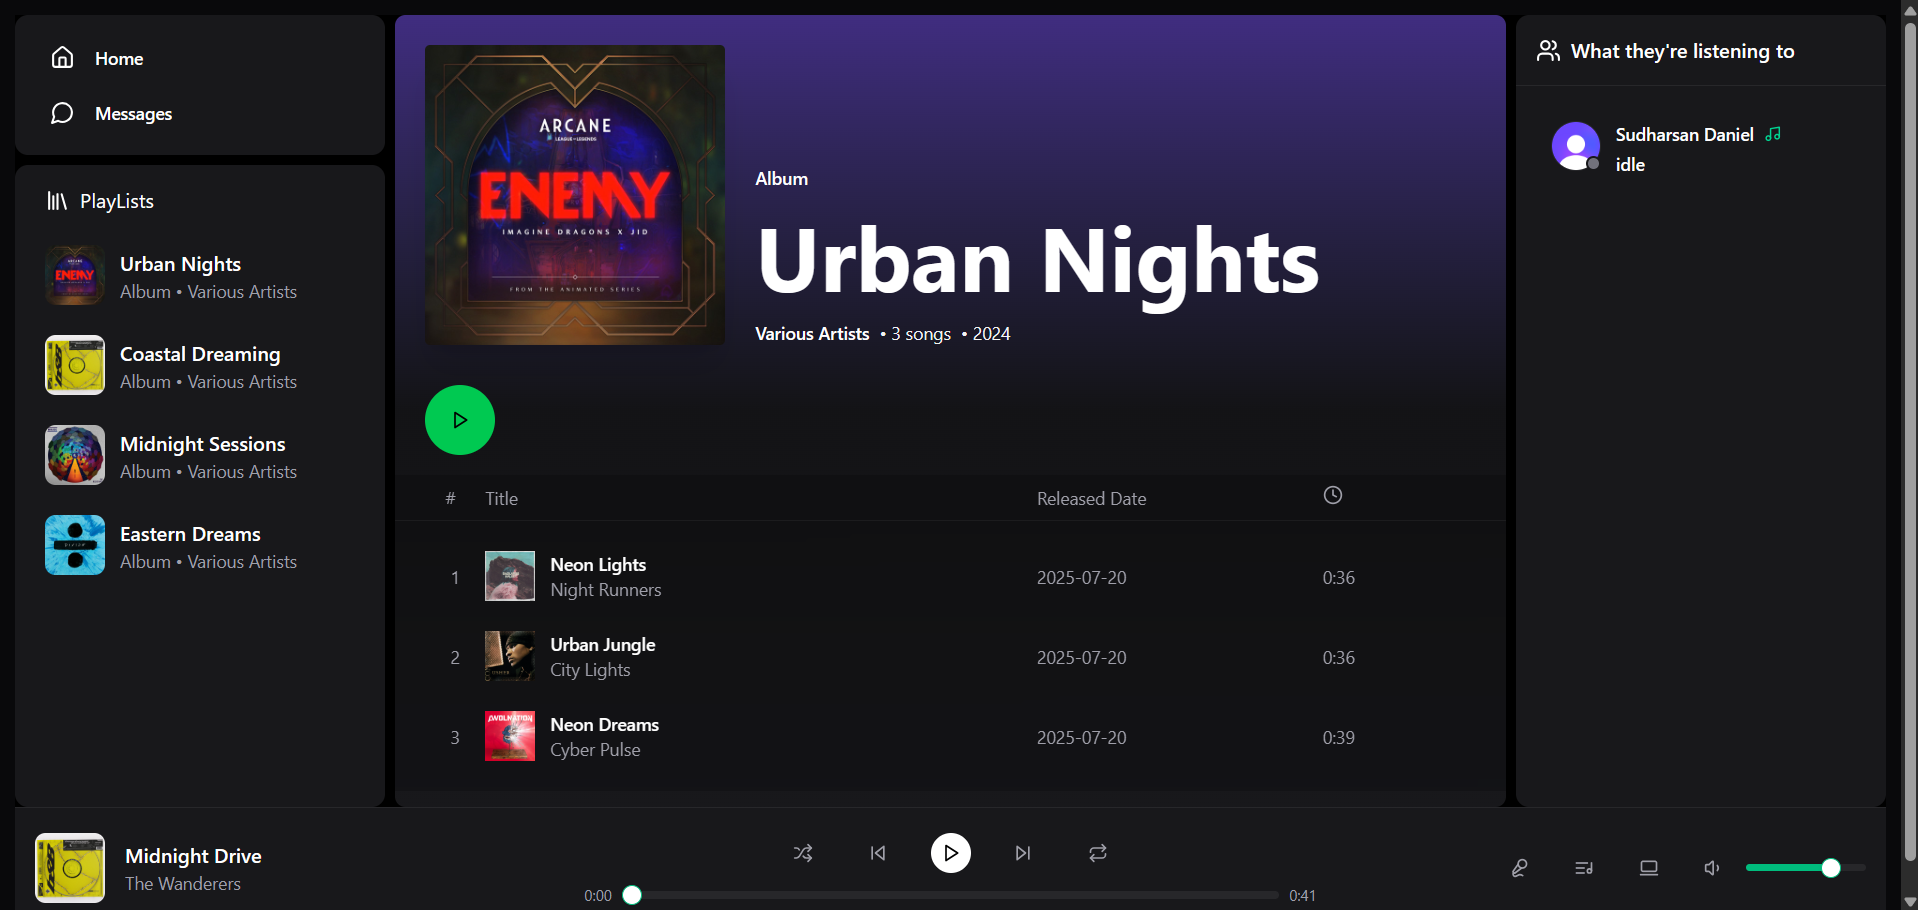 Home
Messages
PlayLists
Urban Nights
Album • Various Artists
Coastal Dreaming
Album • Various Artists
Midnight Sessions
Album • Various Artists
Eastern Dreams
Album • Various Artists
ARCANE
LEAGUE OF LEGENDS
ENEMY
IMAGINE DRAGONS X JID
FROM THE ANIMATED SERIES
Album
Urban Nights
Various Artists • 3 songs • 2024
# Title Released Date
1 Neon Lights 2025-07-20 0:36
Night Runners
2 Urban Jungle 2025-07-20 0:36
City Lights
AWOLNATION
3 Neon Dreams 2025-07-20 0:39
Cyber Pulse
What they're listening to
Sudharsan Daniel
idle
Midnight Drive
The Wanderers
0:00 0:41